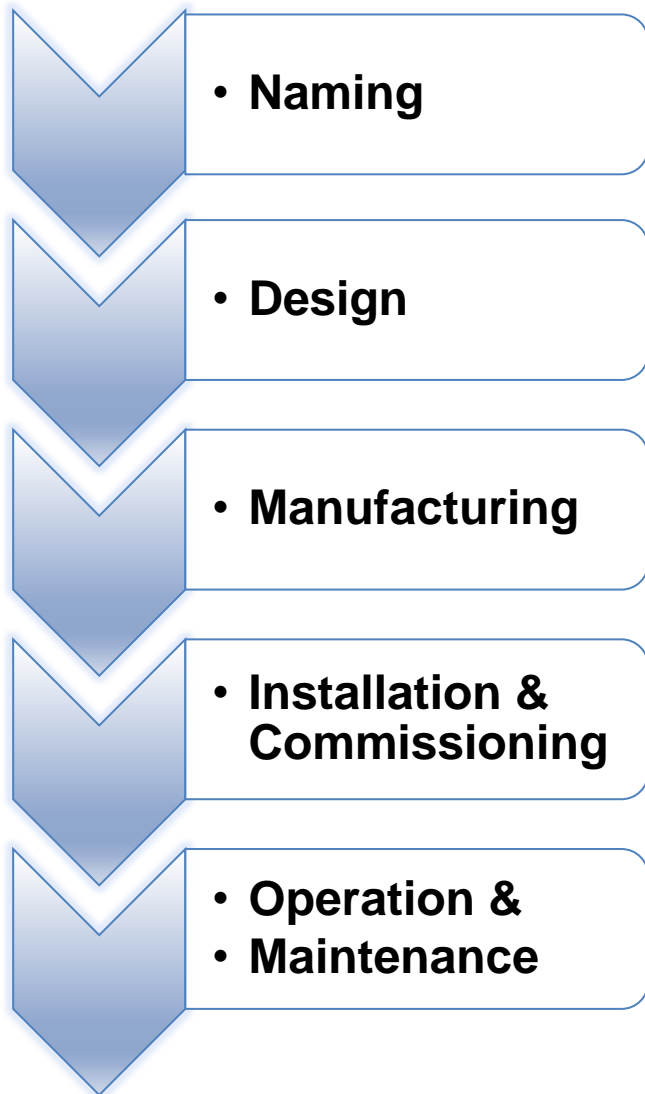 • Naming
• Design
• Manufacturing
• Installation &
Commissioning
• Operation &
• Maintenance